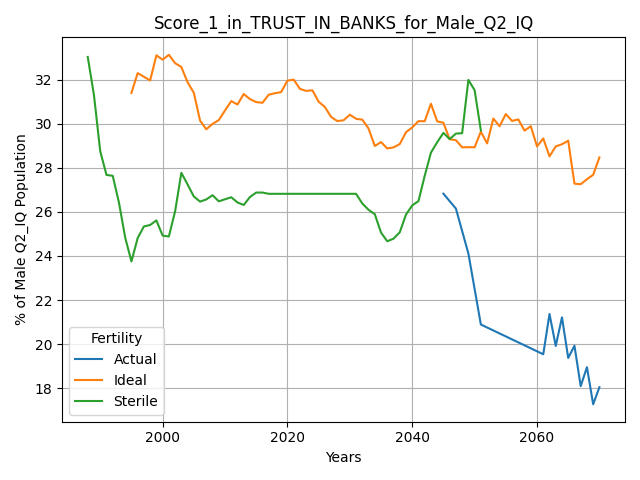 Score_1_in_TRUST_IN_BANKS_for_Male_Q2_IQ
% of Male Q2_IQ Population
32
30
28
26
24
22
20
18
Fertility
Actual
Ideal
Sterile
2000
2020
2040
2060
Years